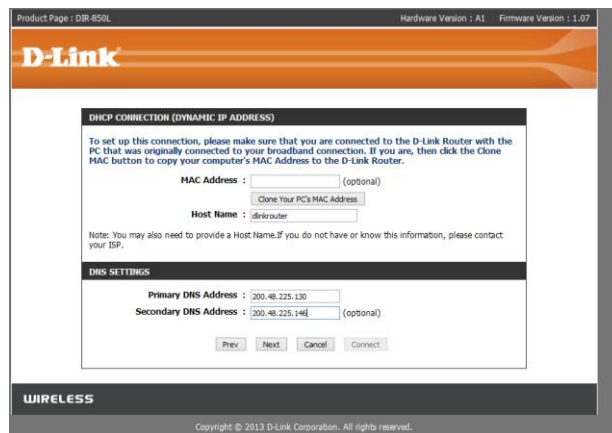 Product Page : DIR-850L Hardware Version : A1 Firmware Version : 1.07
D-Link
DHCP CONNECTION (DYNAMIC IP ADDRESS)
To set up this connection, please make sure that you are connected to the D-Link Router with the
PC that was originally connected to your broadband connection. If you are, then click the Clone
MAC button to copy your computer's MAC Address to the D-Link Router.
MAC Address : (optional)
Clone Your PC's MAC Address
Host Name : dlinkrouter
Note: You may also need to provide a Host Name.If you do not have or know this information, please contact
your ISP.
DNS SETTINGS
Primary DNS Address : 200.48.225.130
Secondary DNS Address : 200.48.225.146 (optional)
Prev Next Cancel Connect
WIRELESS
Copyright © 2013 D-Link Corporation. All rights reserved.